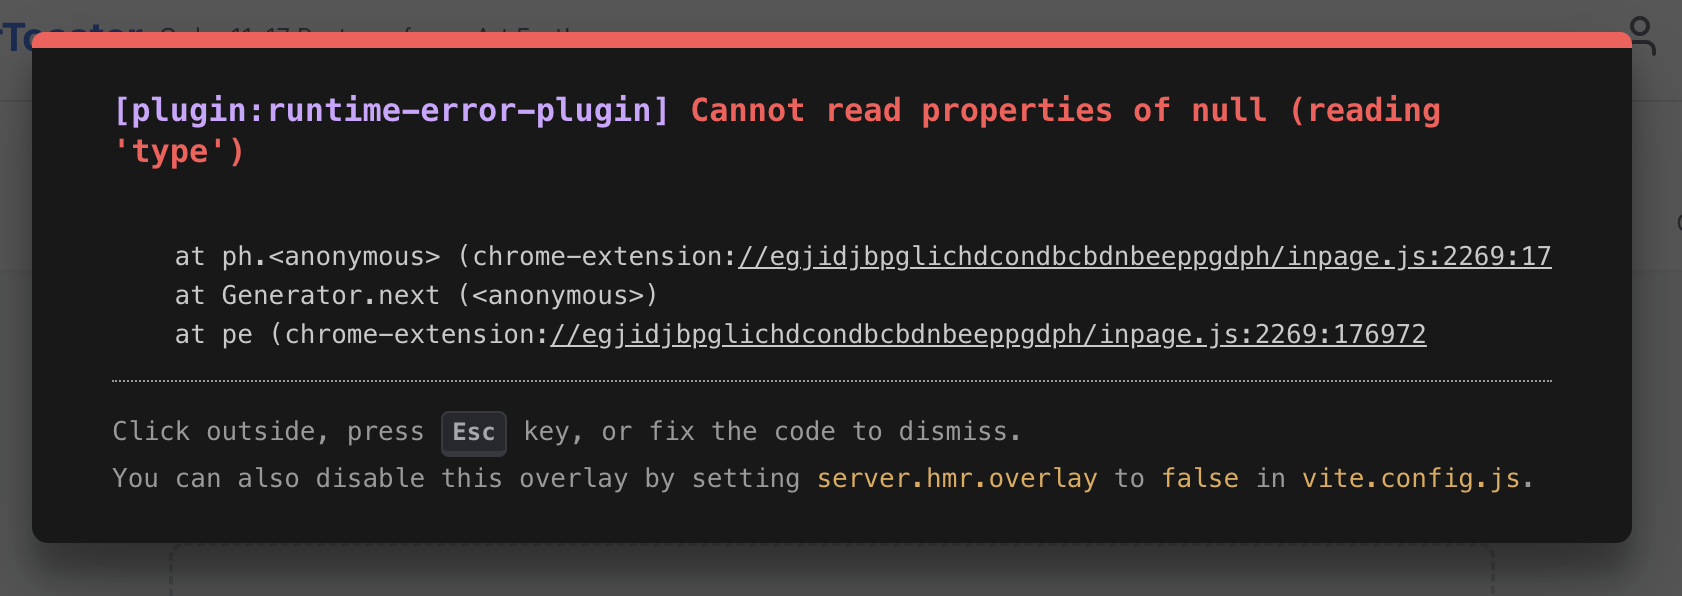 [plugin:runtime-error-plugin] Cannot read properties of null (reading
'type')
at ph.<anonymous> (chrome-extension://egjidjbpglichdcondbcbdnbeeppgdph/inpage.js:2269:17
at Generator.next (<anonymous>)
at pe (chrome-extension://egjidjbpglichdcondbcbdnbeeppgdph/inpage.js:2269:176972
Click outside, press Esc key, or fix the code to dismiss.
You can also disable this overlay by setting server.hmr.overlay to false in vite.config.js.